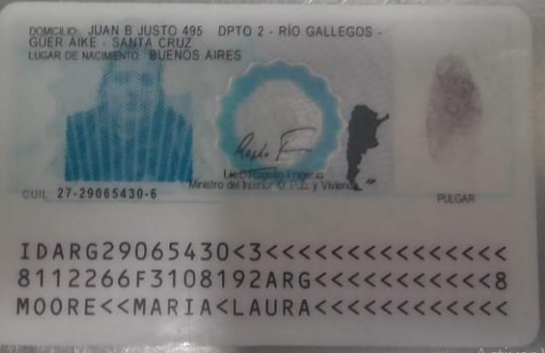 DOMICILIO: JUAN B JUSTO 495 DPTO 2 - RÍO GALLEGOS -
GUER AIKE - SANTA CRUZ
LUGAR DE NACIMIENTO: BUENOS AIRES
Lic. Rogelio Frigerio
Ministro del Interior O. Pub. y Vivienda
CUIL: 27-29065430-6
PULGAR
IDARG29065430<3<<<<<<<<<<<<<<<
8112266F3108192ARG<<<<<<<<<<<8
MOORE<<MARIA<LAURA<<<<<<<<<<<<